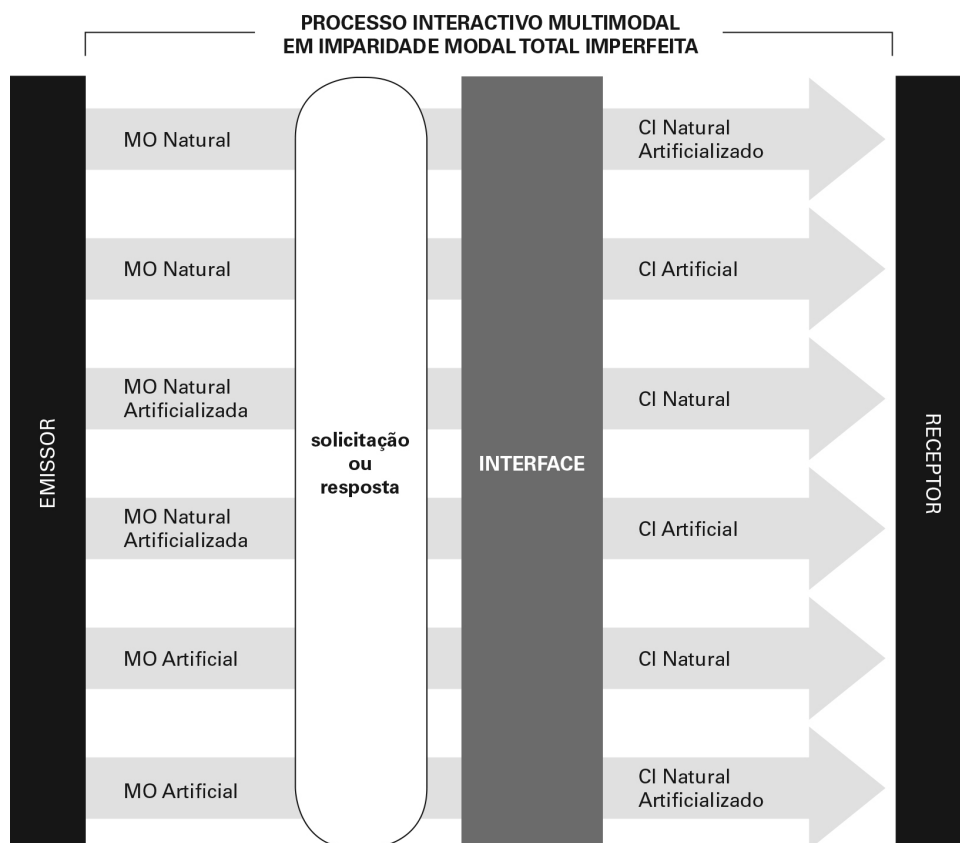 PROCESSO INTERACTIVO MULTIMODAL
EM IMPARIDADE MODAL TOTAL IMPERFEITA
EMISSOR
MO Natural
CI Natural
Artificializado
MO Natural
CI Artificial
MO Natural
Artificializada
CI Natural
solicitação
ou
resposta
INTERFACE
RECEPTOR
MO Natural
Artificializada
CI Artificial
MO Artificial
CI Natural
MO Artificial
CI Natural
Artificializado